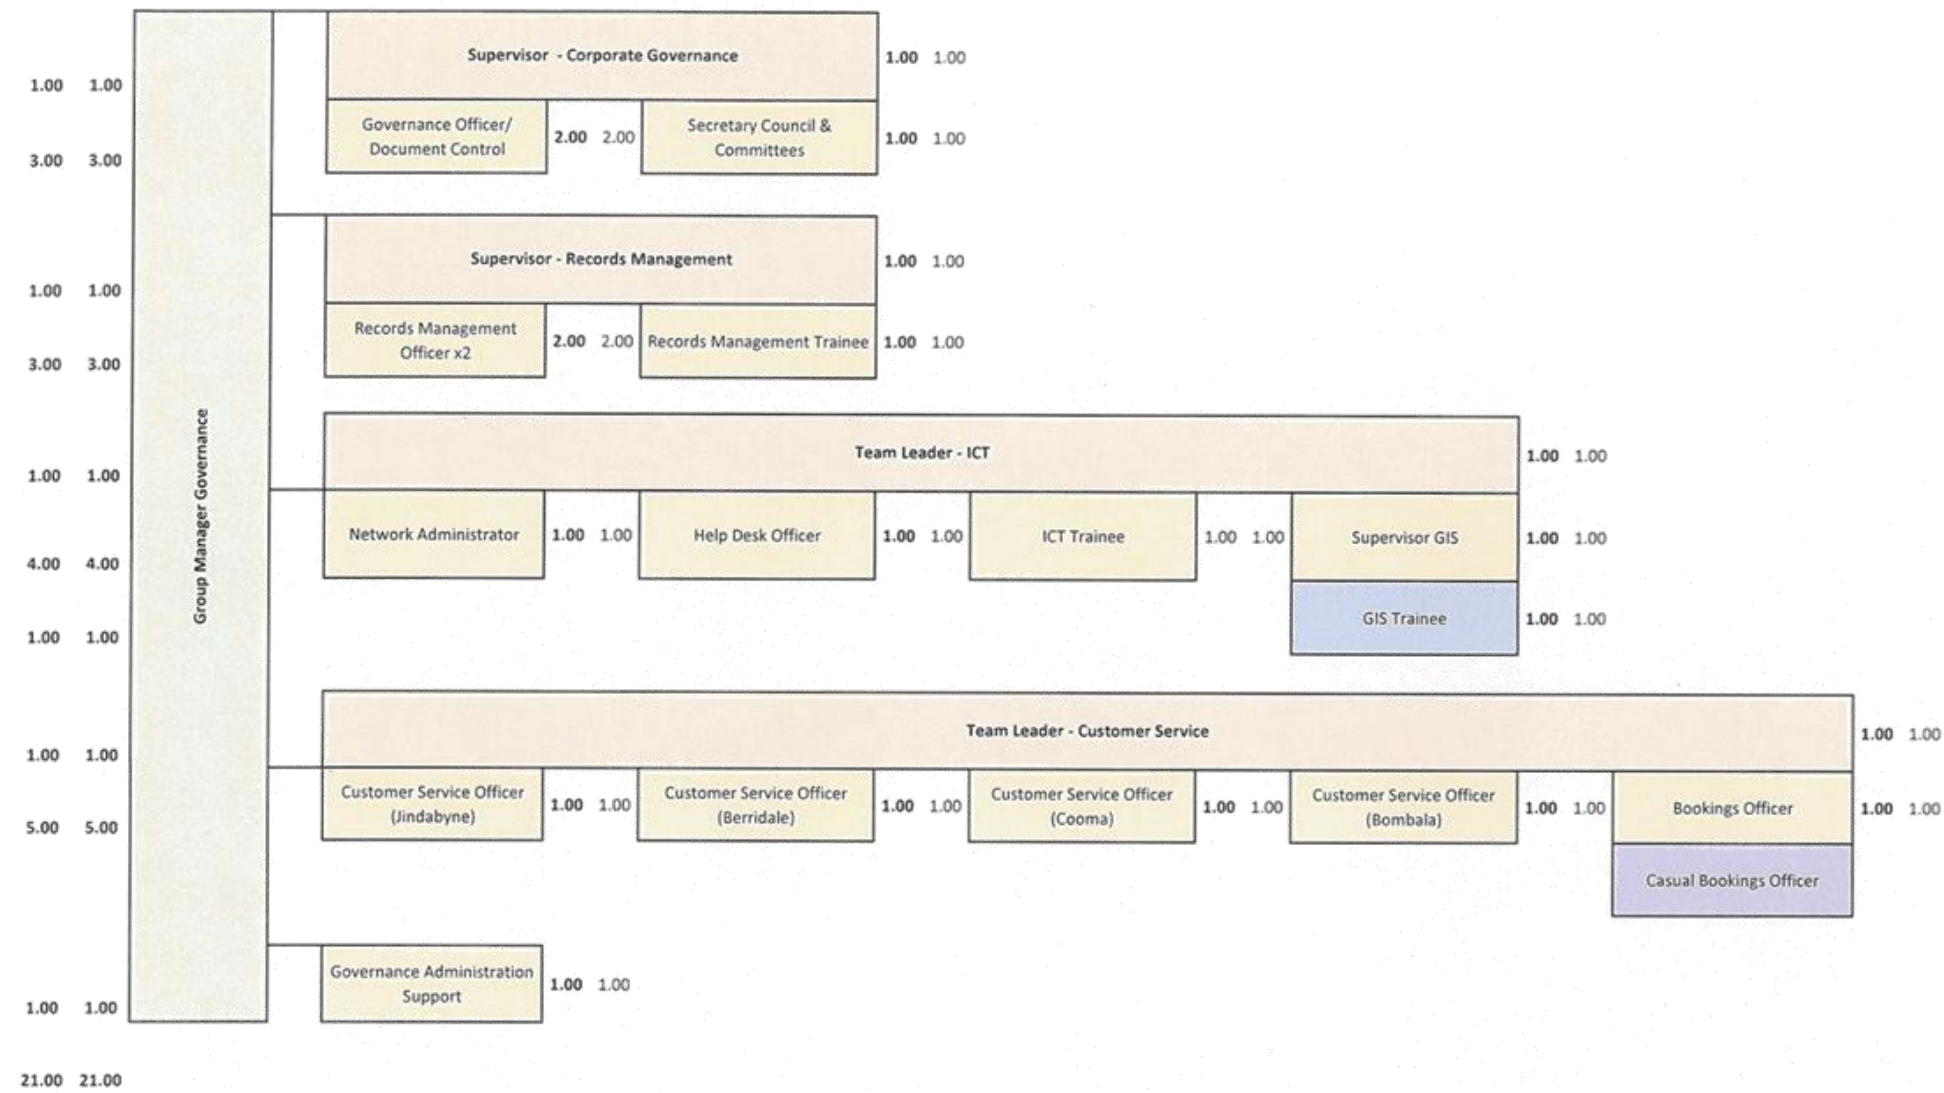 Supervisor - Corporate Governance
1.00 1.00
1.00 1.00
Governance Officer/
Document Control
2.00 2.00
Secretary Council &
Committees
1.00 1.00
3.00 3.00
Supervisor - Records Management
1.00 1.00
1.00 1.00
Records Management
Officer x2
2.00 2.00
Records Management Trainee
1.00 1.00
3.00 3.00
Group Manager Governance
Team Leader - ICT
1.00 1.00
1.00 1.00
Network Administrator
1.00 1.00
Help Desk Officer
1.00 1.00
ICT Trainee
1.00 1.00
Supervisor GIS
1.00 1.00
4.00 4.00
GIS Trainee
1.00 1.00
1.00 1.00
Team Leader - Customer Service
1.00 1.00
1.00 1.00
Customer Service Officer
(Jindabyne)
1.00 1.00
Customer Service Officer
(Berridale)
1.00 1.00
Customer Service Officer
(Cooma)
1.00 1.00
Customer Service Officer
(Bombala)
1.00 1.00
Bookings Officer
1.00 1.00
5.00 5.00
Casual Bookings Officer
Governance Administration
Support
1.00 1.00
1.00 1.00
21.00 21.00